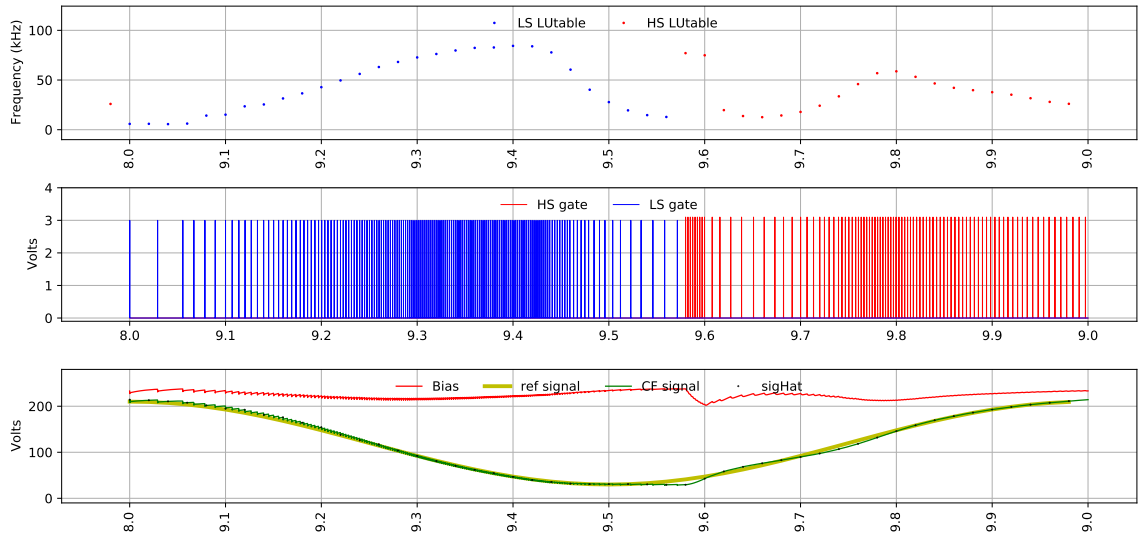 LS LUtable HS LUtable
Frequency (kHz)
100
50
0
8.0 9.1 9.2 9.3 9.4 9.5 9.6 9.7 9.8 9.9 9.0
HS gate LS gate
Volts
4
3
2
1
0
8.0 9.1 9.2 9.3 9.4 9.5 9.6 9.7 9.8 9.9 9.0
Bias ref signal CF signal sigHat
Volts
200
100
0
8.0 9.1 9.2 9.3 9.4 9.5 9.6 9.7 9.8 9.9 9.0